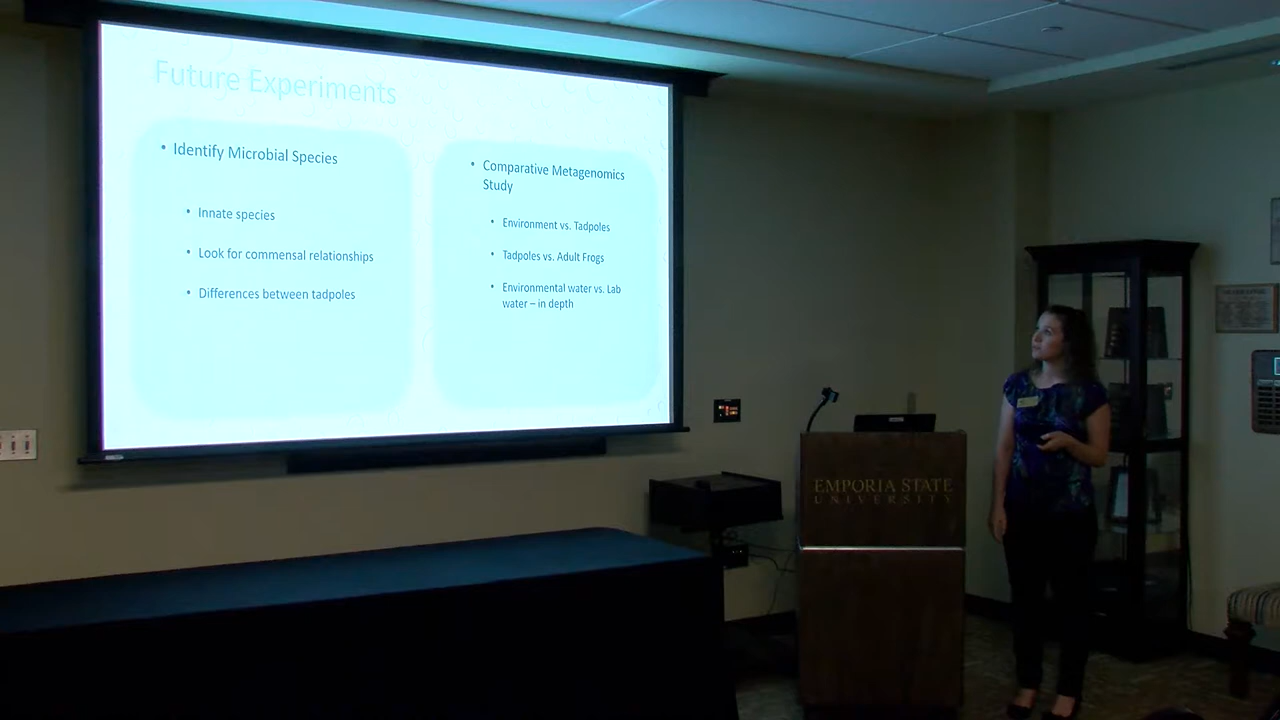 Future Experiments
• Identify Microbial Species
• Innate species
• Look for commensal relationships
• Differences between tadpoles
• Comparative Metagenomics
Study
• Environment vs. Tadpoles
• Tadpoles vs. Adult Frogs
• Environmental water vs. Lab
water – in depth
EMPORIA STATE
UNIVERSITY